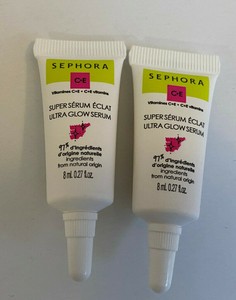 SEPHORA
C+E
Vitamines C+E • C+E vitamins
SUPER SÉRUM ÉCLAT
ULTRA GLOW SERUM
97% d'ingrédients
d'origine naturelle
ingredients
from natural origin
8 ml. 0.27 fl.oz.
SEPHORA
C+E
Vitamines C+E • C+E vitamins
SUPER SÉRUM ÉCLAT
ULTRA GLOW SERUM
97% d'ingrédients
d'origine naturelle
ingredients
from natural origin
8 ml. 0.27 fl.oz.